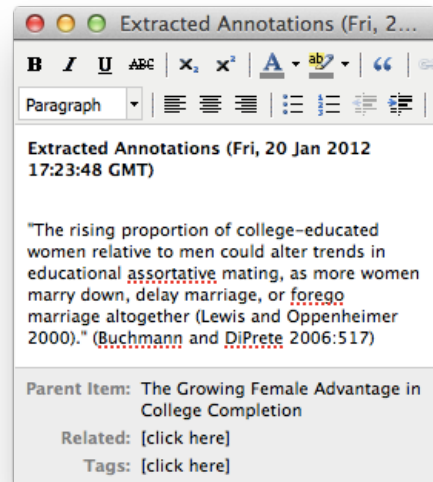 Extracted Annotations (Fri, 2...
B I U ABC x₂ x² A ab “
Paragraph
Extracted Annotations (Fri, 20 Jan 2012
17:23:48 GMT)
"The rising proportion of college-educated
women relative to men could alter trends in
educational assortative mating, as more women
marry down, delay marriage, or forego
marriage altogether (Lewis and Oppenheimer
2000)." (Buchmann and DiPrete 2006:517)
Parent Item: The Growing Female Advantage in
College Completion
Related: [click here]
Tags: [click here]